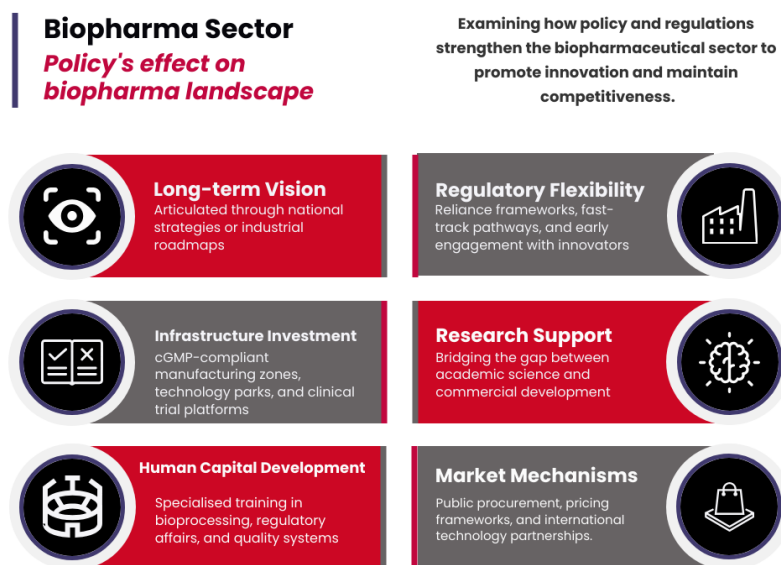 Biopharma Sector
Policy's effect on
biopharma landscape
Examining how policy and regulations
strengthen the biopharmaceutical sector to
promote innovation and maintain
competitiveness.
Long-term Vision
Articulated through national
strategies or industrial
roadmaps
Regulatory Flexibility
Reliance frameworks, fast-
track pathways, and early
engagement with innovators
Infrastructure Investment
cGMP-compliant
manufacturing zones,
technology parks, and clinical
trial platforms
Research Support
Bridging the gap between
academic science and
commercial development
Human Capital Development
Specialised training in
bioprocessing, regulatory
affairs, and quality systems
Market Mechanisms
Public procurement, pricing
frameworks, and international
technology partnerships.